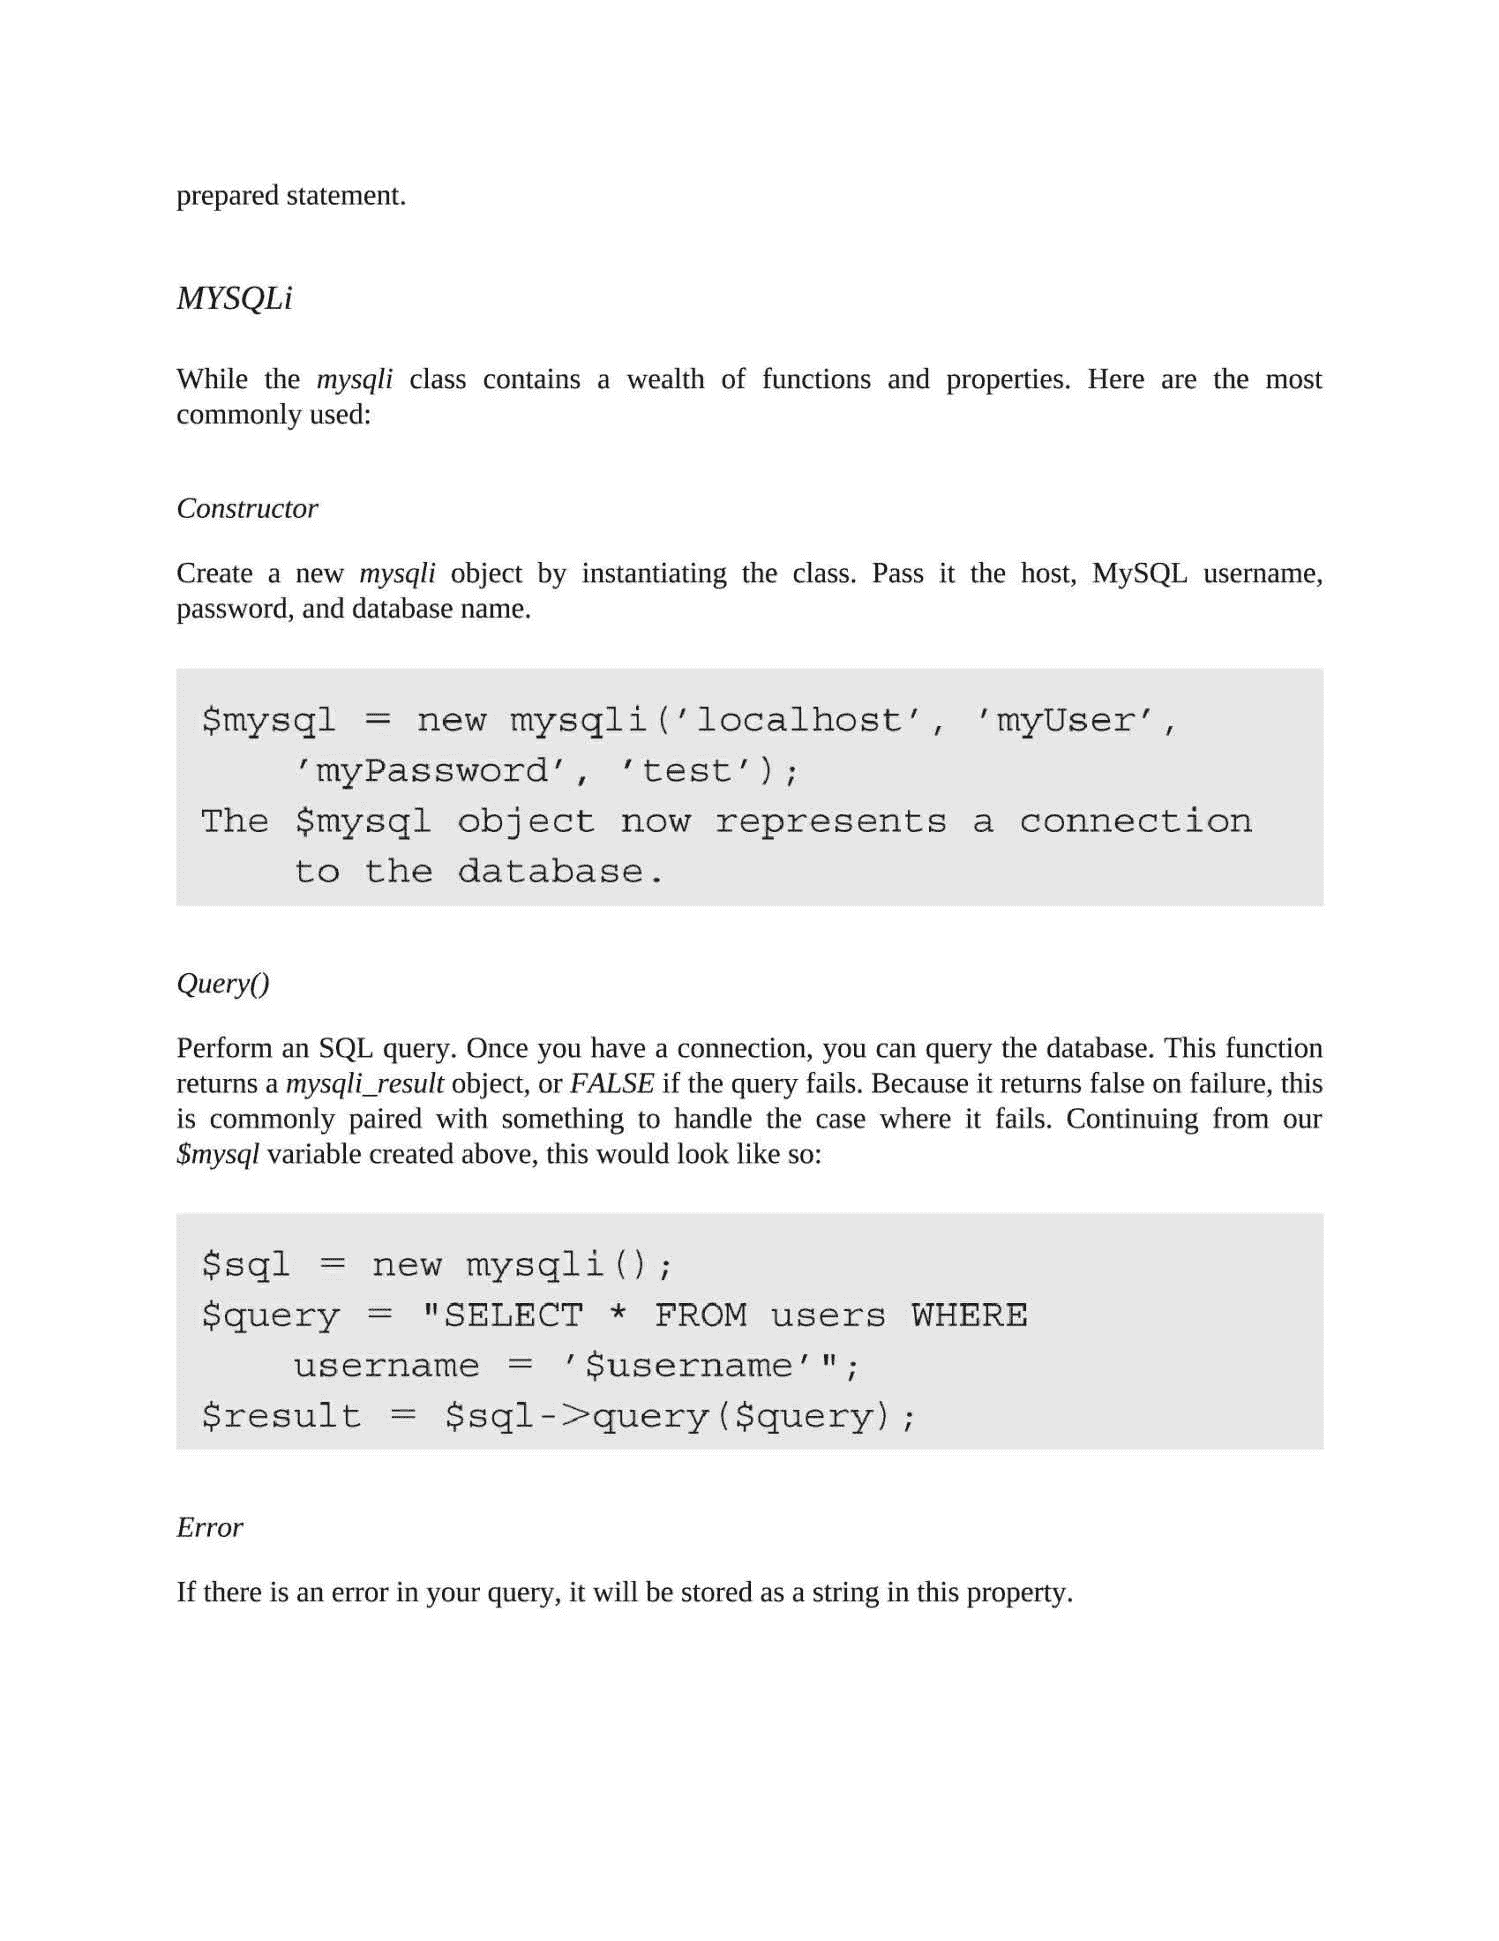 prepared statement.
MYSQLi
While the mysqli class contains a wealth of functions and properties. Here are the most
commonly used:
Constructor
Create a new mysqli object by instantiating the class. Pass it the host, MySQL username,
password, and database name.
$mysql = new mysqli('localhost', 'myUser',
'myPassword', 'test');
The $mysql object now represents a connection
to the database.
Query()
Perform an SQL query. Once you have a connection, you can query the database. This function
returns a mysqli_result object, or FALSE if the query fails. Because it returns false on failure, this
is commonly paired with something to handle the case where it fails. Continuing from our
$mysql variable created above, this would look like so:
$sql = new mysqli();
$query = "SELECT * FROM users WHERE
username = '$username'";
$result = $sql->query($query);
Error
If there is an error in your query, it will be stored as a string in this property.